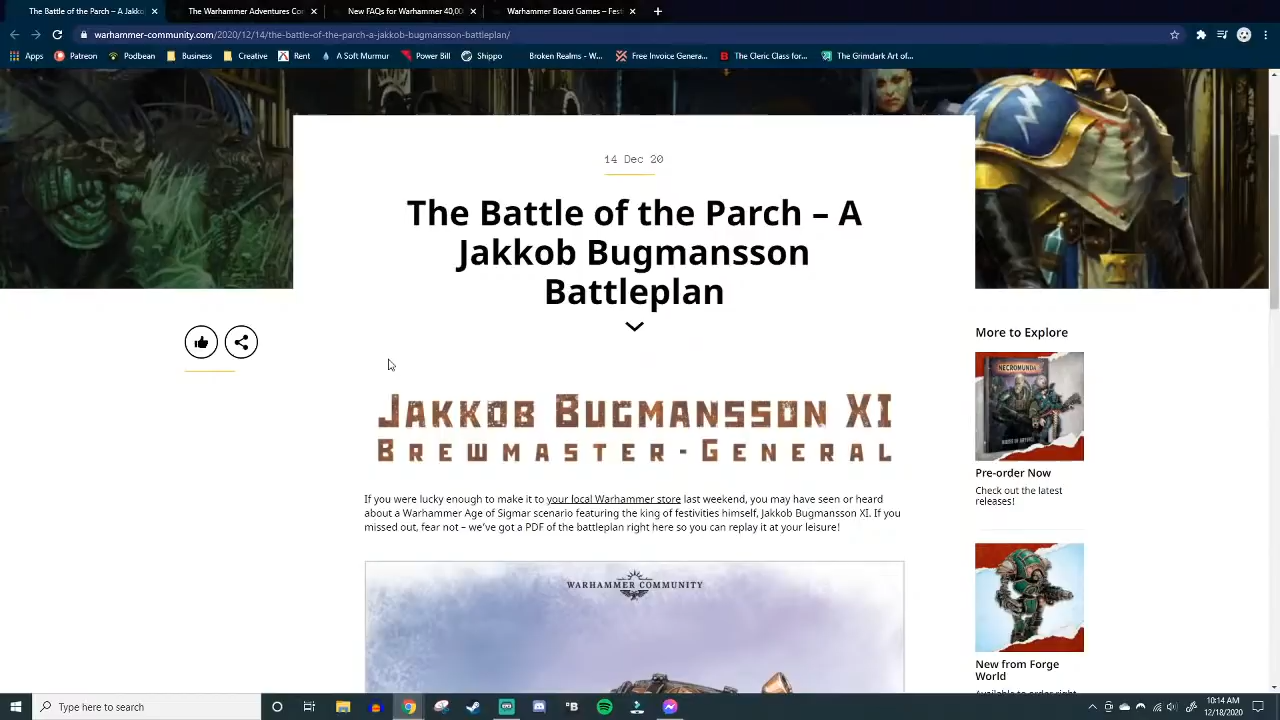 The Battle of the Parch – A Jakko
The Warhammer Adventures Co
New FAQs for Warhammer 40,00
Warhammer Board Games – Fest
warhammer-community.com/2020/12/14/the-battle-of-the-parch-a-jakkob-bugmansson-battleplan/
Apps
Patreon
Podbean
Business
Creative
Rent
A Soft Murmur
Power Bill
Shippo
Broken Realms - W...
Free Invoice Genera...
The Cleric Class for...
The Grimdark Art of...
14 Dec 20
The Battle of the Parch – A
Jakkob Bugmansson
Battleplan
More to Explore
NECROMUNDA
Jakkob Bugmansson XI
Brewmaster-General
Pre-order Now
Check out the latest
releases!
If you were lucky enough to make it to your local Warhammer store last weekend, you may have seen or heard
about a Warhammer Age of Sigmar scenario featuring the king of festivities himself, Jakkob Bugmansson XI. If you
missed out, fear not – we've got a PDF of the battleplan right here so you can replay it at your leisure!
WARHAMMER COMMUNITY
New from Forge
World
Available to order right
Type here to search
10:14 AM
12/18/2020